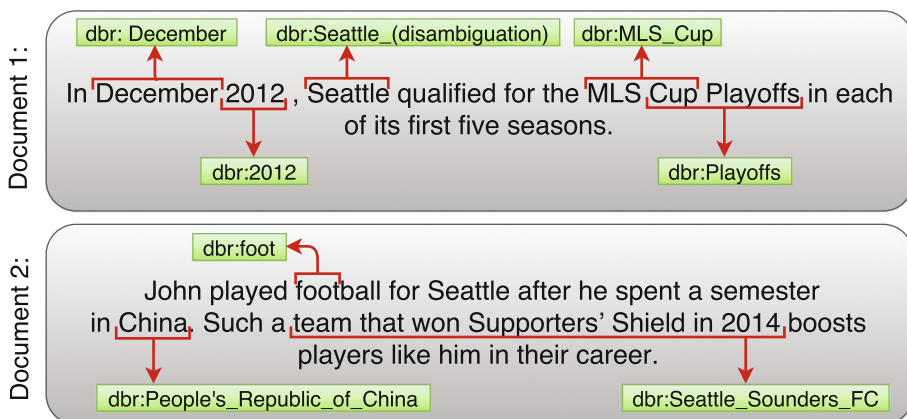 Document 1:
dbr: December
dbr:Seattle_(disambiguation)
dbr:MLS_Cup
In December 2012 , Seattle qualified for the MLS Cup Playoffs in each
of its first five seasons.
dbr:2012
dbr:Playoffs
Document 2:
dbr:foot
John played football for Seattle after he spent a semester
in China. Such a team that won Supporters’ Shield in 2014 boosts
players like him in their career.
dbr:People's_Republic_of_China
dbr:Seattle_Sounders_FC